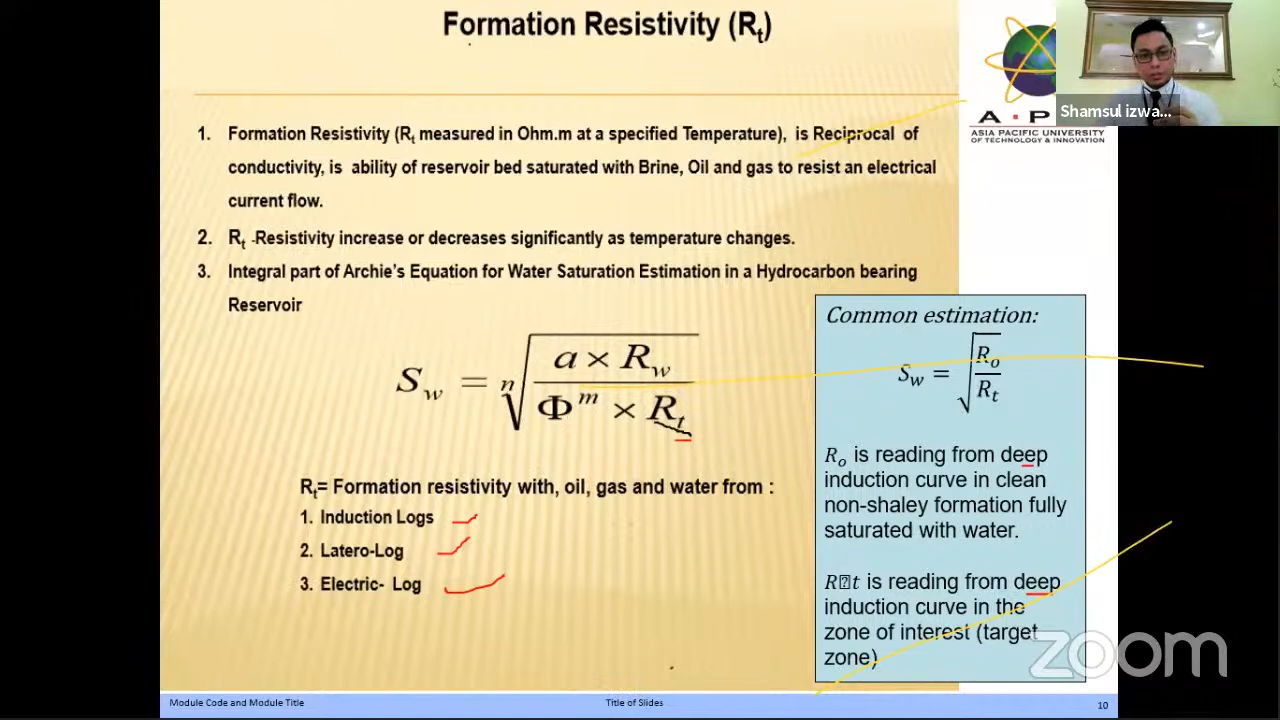 Formation Resistivity (Rt)
1. Formation Resistivity (Rt measured in Ohm.m at a specified Temperature), is Reciprocal of
conductivity, is ability of reservoir bed saturated with Brine, Oil and gas to resist an electrical
current flow.
2. Rt -Resistivity increase or decreases significantly as temperature changes.
3. Integral part of Archie's Equation for Water Saturation Estimation in a Hydrocarbon bearing
Reservoir
Sw = n√((a × Rw) / (Φ^m × Rt))
Rt= Formation resistivity with, oil, gas and water from :
1. Induction Logs
2. Latero-Log
3. Electric- Log
Common estimation:
Sw = √(Ro / Rt)
Ro is reading from deep
induction curve in clean
non-shaley formation fully
saturated with water.
R⍰t is reading from deep
induction curve in the
zone of interest (target
zone)
A · P
ASIA PACIFIC UNIVERSITY
OF TECHNOLOGY & INNOVATION
Shamsul izwa...
zoom
Module Code and Module Title
Title of Slides
10